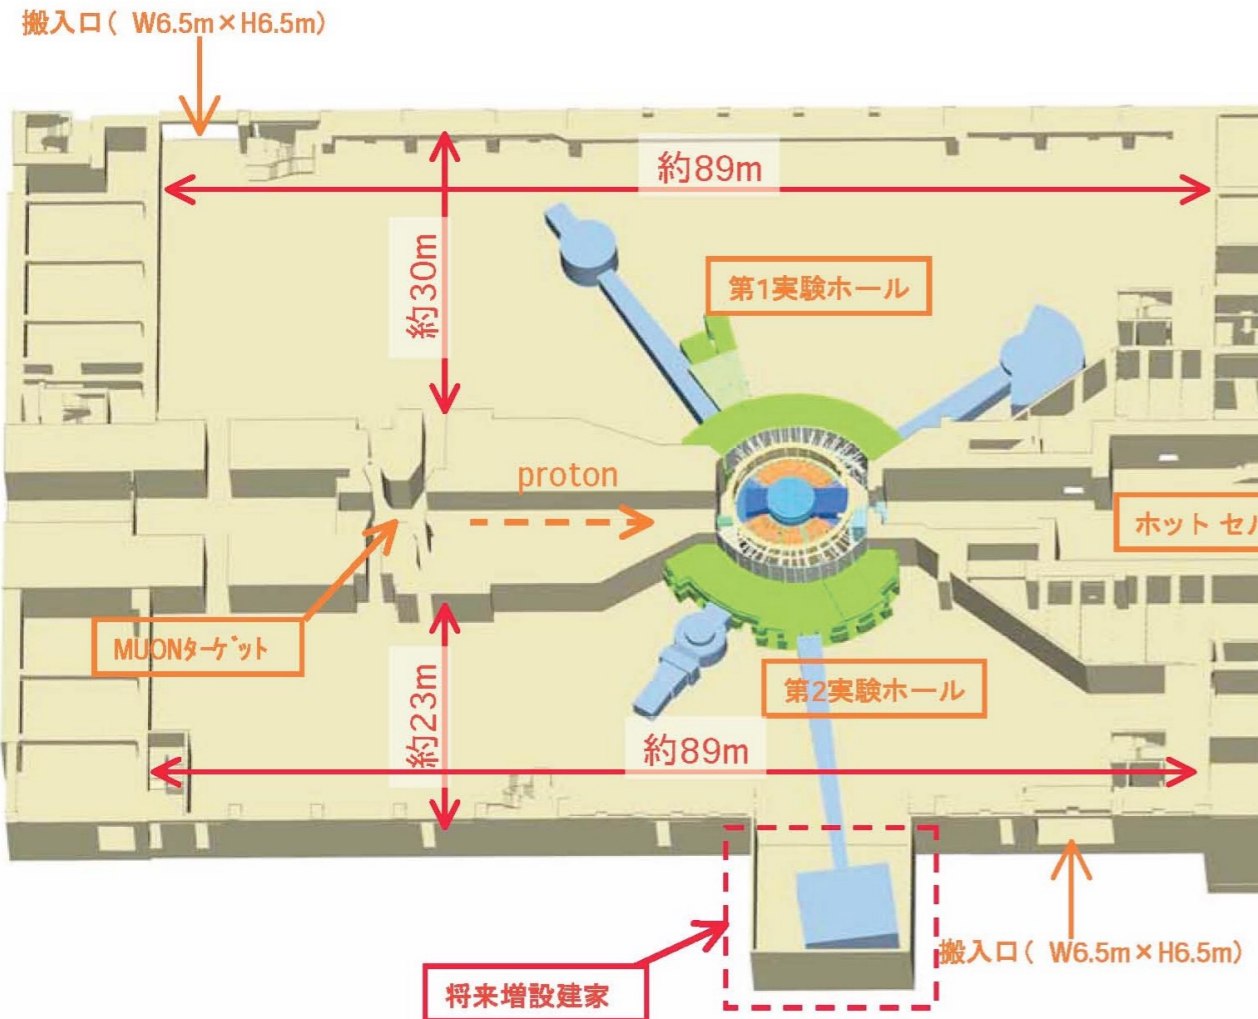 搬入口( W6.5m×H6.5m)
約89m
約30m
第1実験ホール
proton
ホット セル
MUONターゲット
第2実験ホール
約23m
約89m
搬入口( W6.5m×H6.5m)
将来増設建家